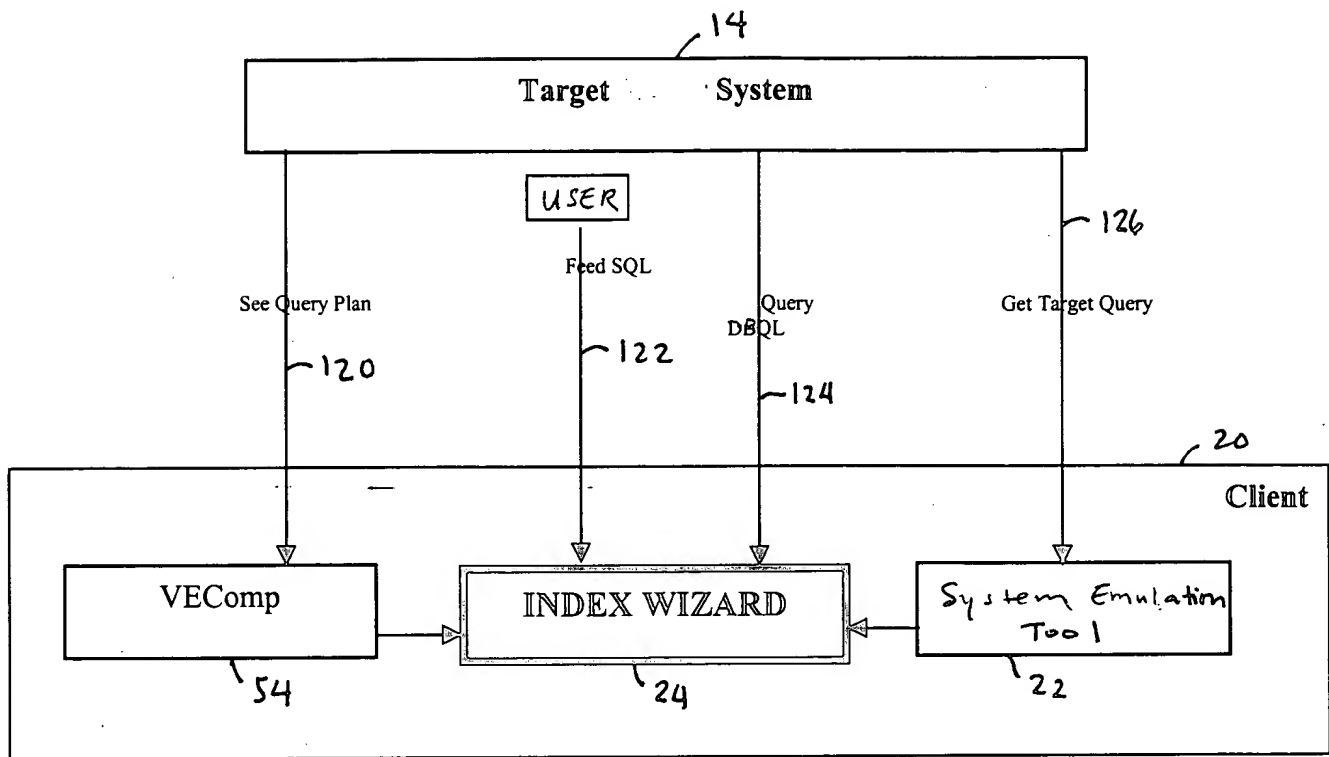 14
Target System
USER
126
Feed SQL
See Query Plan
Query
DBQL
Get Target Query
120
122
124
20
Client
VEComp
INDEX WIZARD
System Emulation
Tool
54
24
22